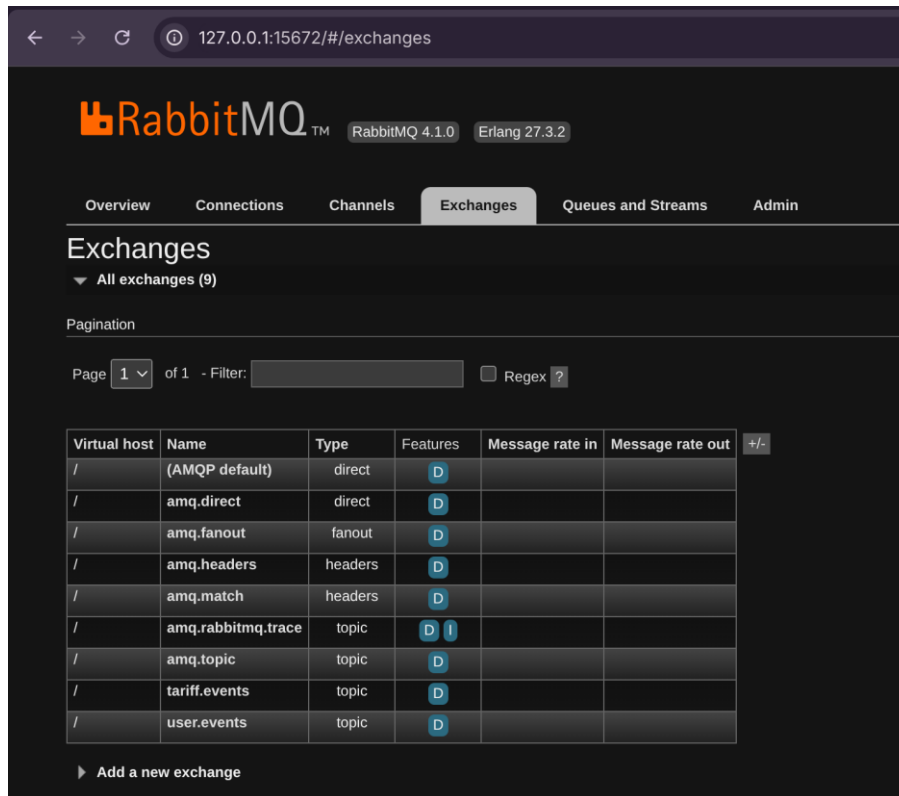 127.0.0.1:15672/#/exchanges
RabbitMQ TM RabbitMQ 4.1.0 Erlang 27.3.2
Overview Connections Channels Exchanges Queues and Streams Admin
Exchanges
All exchanges (9)
Pagination
Page 1 of 1 - Filter: Regex ?
Virtual host Name Type Features Message rate in Message rate out +/-
/ (AMQP default) direct D
/ amq.direct direct D
/ amq.fanout fanout D
/ amq.headers headers D
/ amq.match headers D
/ amq.rabbitmq.trace topic D I
/ amq.topic topic D
/ tariff.events topic D
/ user.events topic D
Add a new exchange